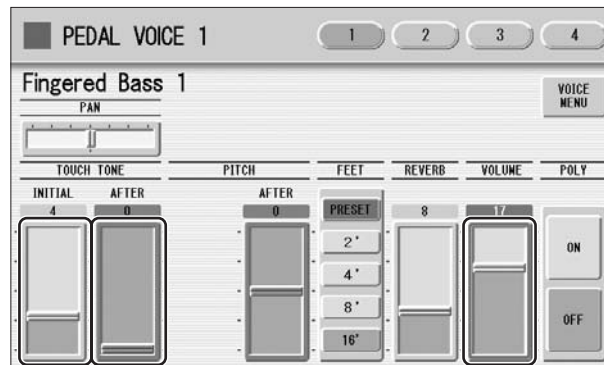 PEDAL VOICE 1 1 2 3 4
Fingered Bass 1
VOICE
MENU
PAN
TOUCH TONE PITCH FEET REVERB VOLUME POLY
INITIAL AFTER AFTER
4 0 0 PRESET 8 17
2'
4'
8'
16'
ON
OFF